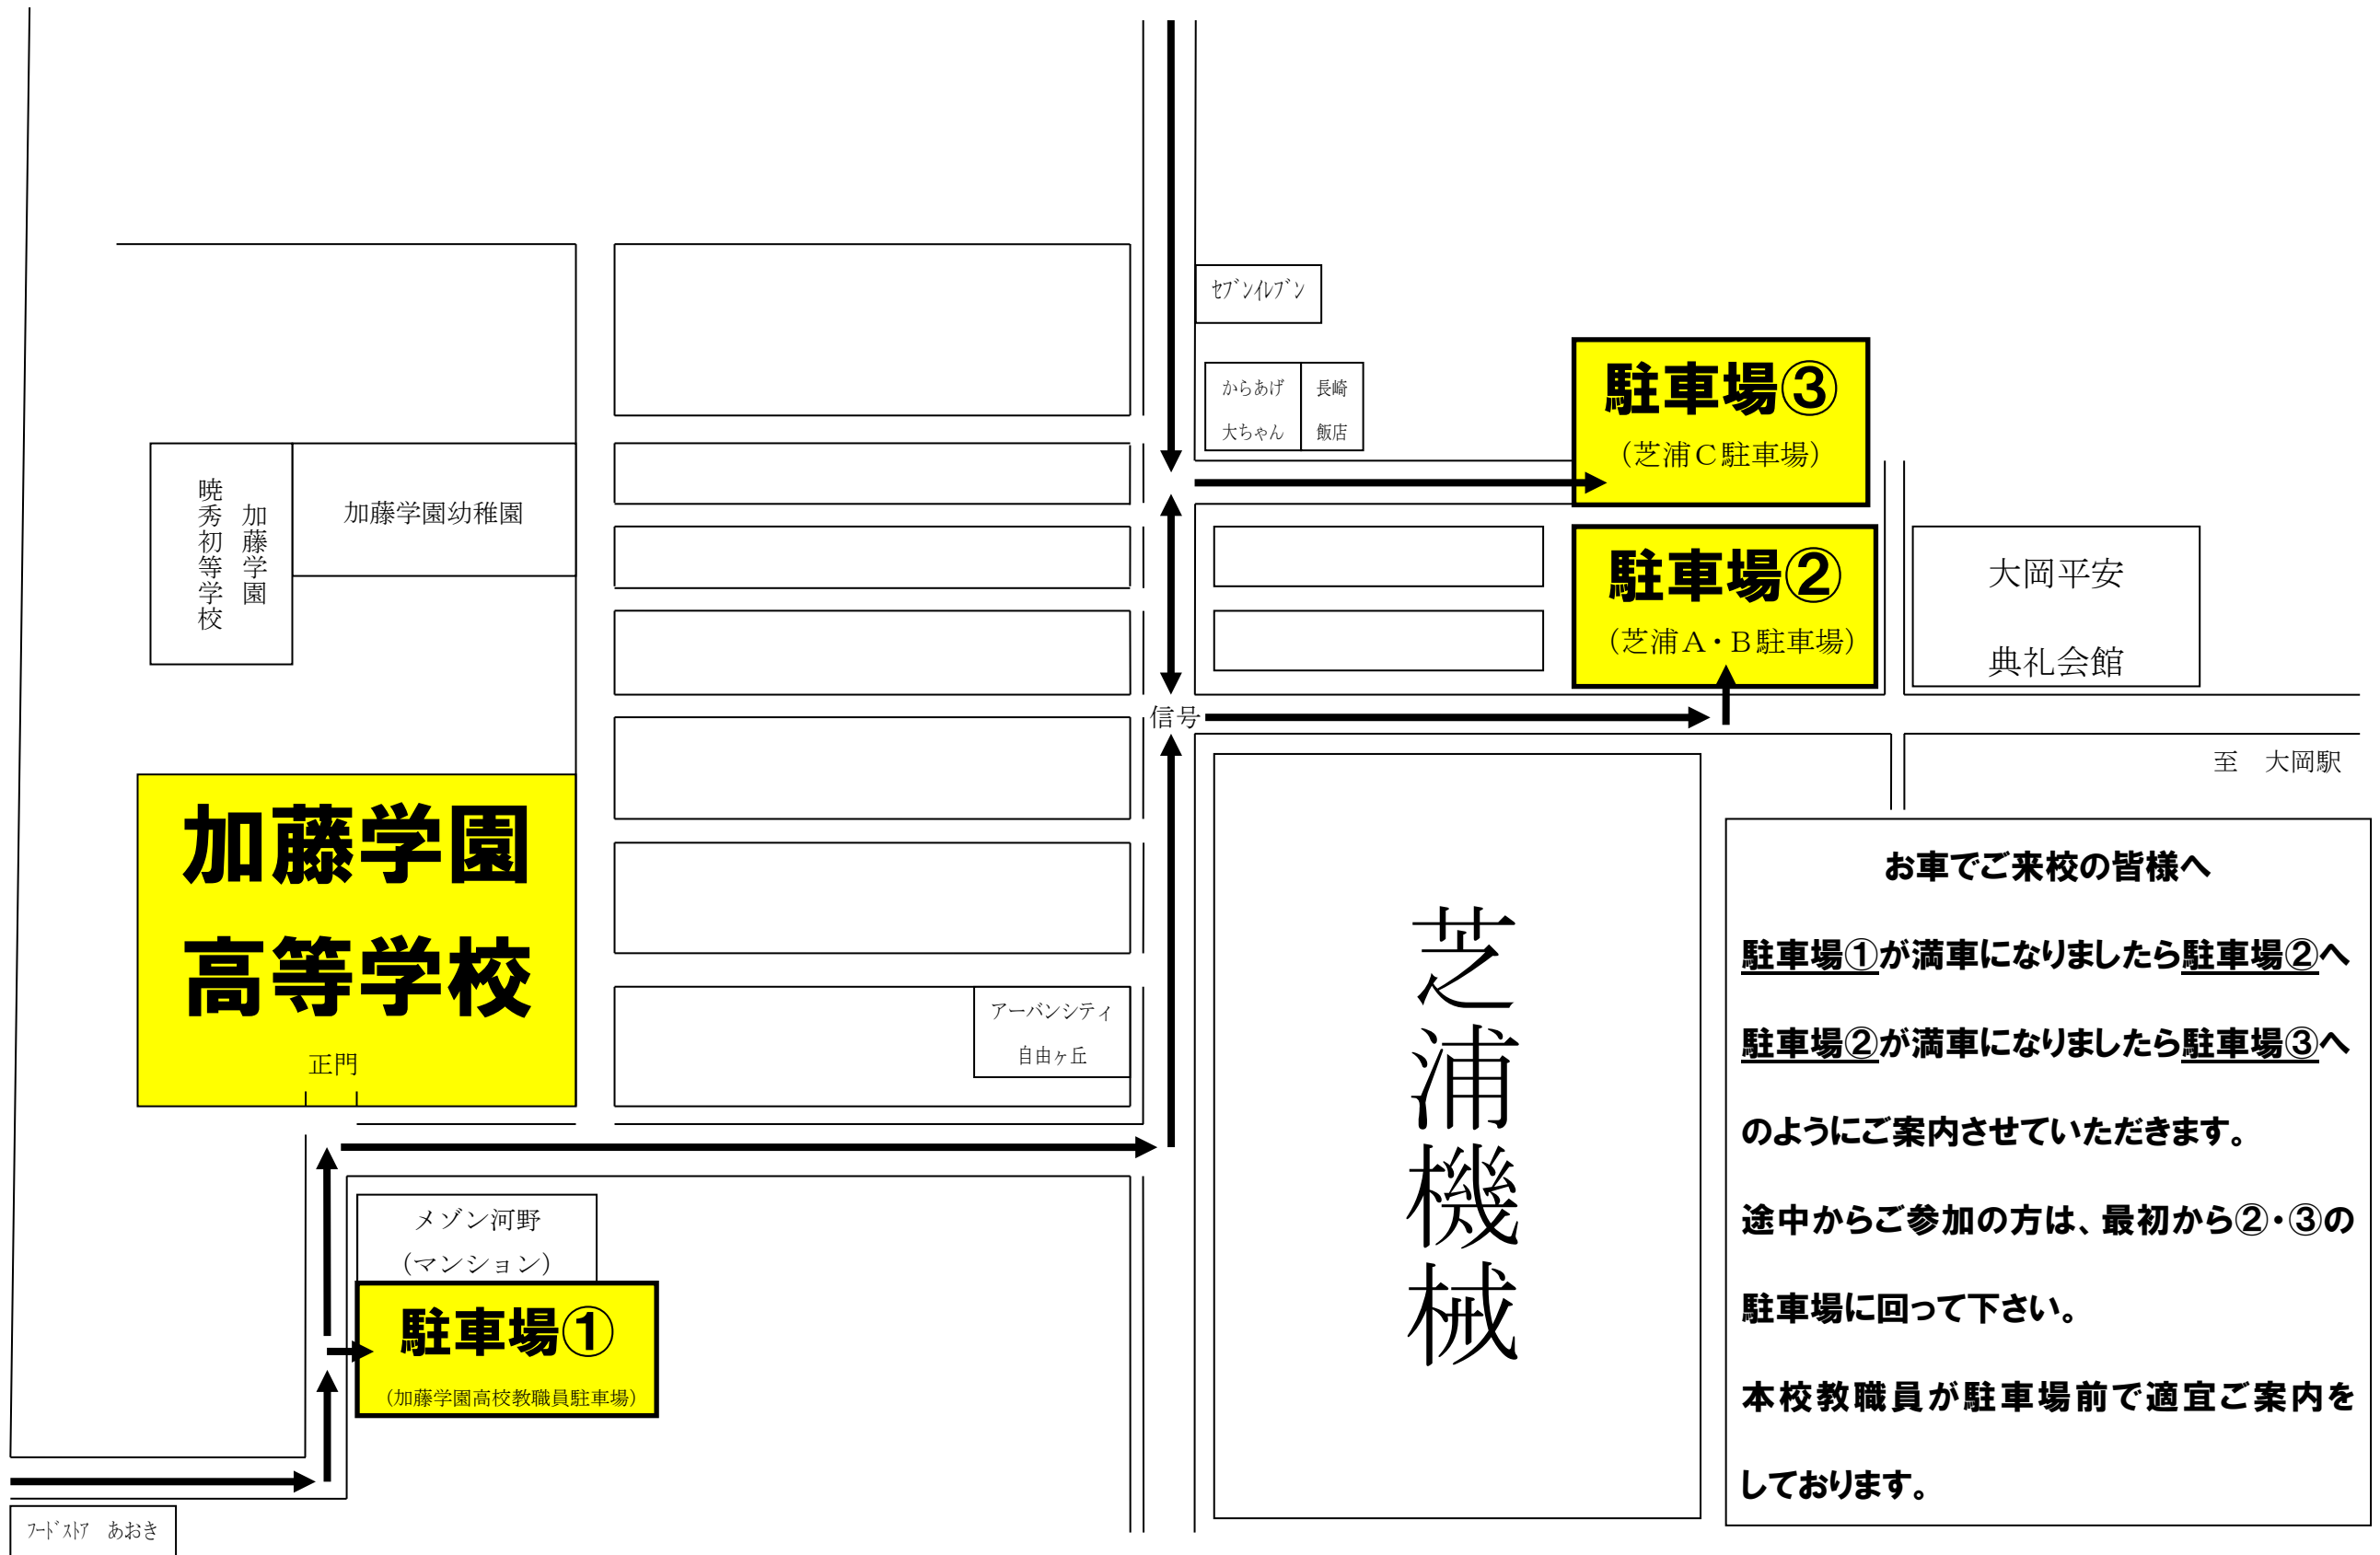 ｾﾌﾞﾝｲﾚﾌﾞﾝ
からあげ
大ちゃん
長崎
飯店
駐車場③
（芝浦Ｃ駐車場）
加藤学園
暁秀初等学校
加藤学園幼稚園
駐車場②
（芝浦Ａ・Ｂ駐車場）
大岡平安
典礼会館
信号
至　大岡駅
加藤学園
高等学校
正門
アーバンシティ
自由ヶ丘
芝浦機械
メゾン河野
（マンション）
駐車場①
（加藤学園高校教職員駐車場）
ﾌｰﾄﾞｽﾄｱ　あおき
お車でご来校の皆様へ
駐車場①が満車になりましたら駐車場②へ
駐車場②が満車になりましたら駐車場③へ
のようにご案内させていただきます。
途中からご参加の方は、最初から②・③の
駐車場に回って下さい。
本校教職員が駐車場前で適宜ご案内を
しております。